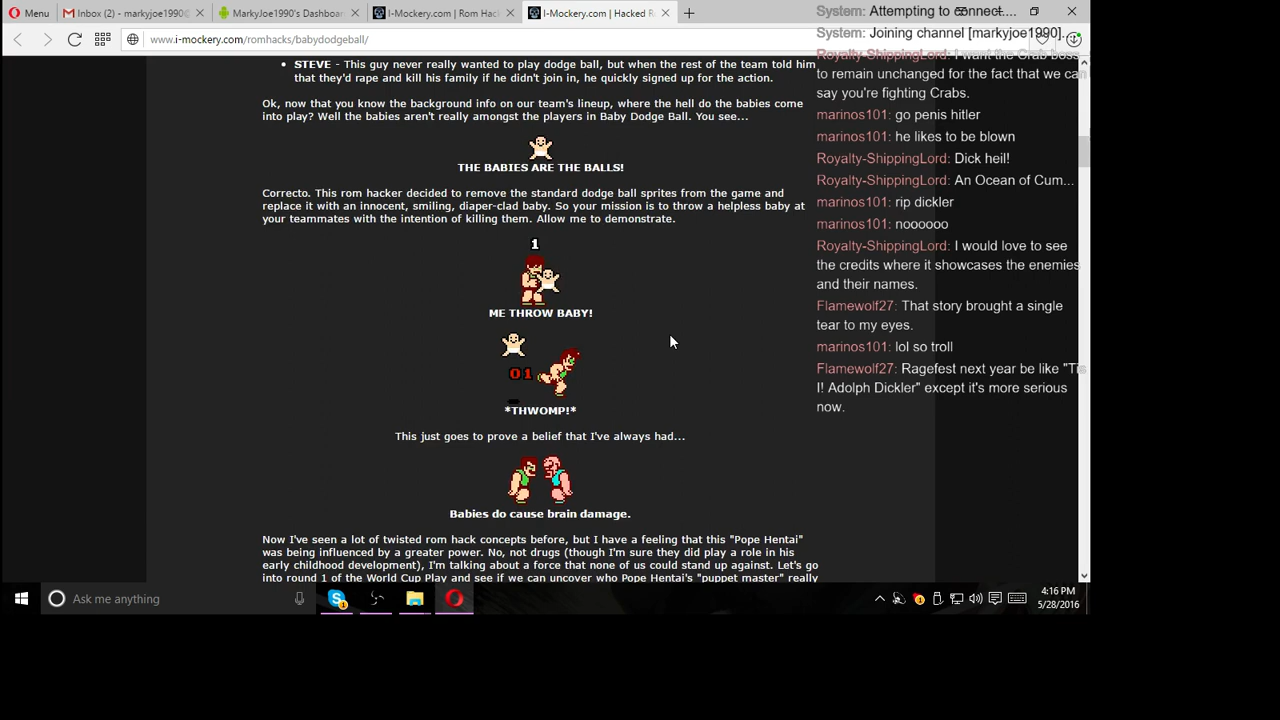 Menu
Inbox (2) - markyjoe1990@
MarkyJoe1990's Dashboar
I-Mockery.com | Rom Hac
I-Mockery.com | Hacked R
www.i-mockery.com/romhacks/babydodgeball/
STEVE - This guy never really wanted to play dodge ball, but when the rest of the team told him
that they'd rape and kill his family if he didn't join in, he quickly signed up for the action.
Ok, now that you know the background info on our team's lineup, where the hell do the babies come
into play? Well the babies aren't really amongst the players in Baby Dodge Ball. You see...
THE BABIES ARE THE BALLS!
Correcto. This rom hacker decided to remove the standard dodge ball sprites from the game and
replace it with an innocent, smiling, diaper-clad baby. So your mission is to throw a helpless baby at
your teammates with the intention of killing them. Allow me to demonstrate.
1
ME THROW BABY!
01
*THWOMP!*
This just goes to prove a belief that I've always had...
Babies do cause brain damage.
Now I've seen a lot of twisted rom hack concepts before, but I have a feeling that this "Pope Hentai"
was being influenced by a greater power. No, not drugs (though I'm sure they did play a role in his
early childhood development), I'm talking about a force that none of us could stand up against. Let's go
into round 1 of the World Cup Play and see if we can uncover who Pope Hentai's "puppet master" really
System: Attempting to connect....
System: Joining channel [markyjoe1990]..
Royalty-ShippingLord: I want the Crab boss
to remain unchanged for the fact that we can
say you're fighting Crabs.
marinos101: go penis hitler
marinos101: he likes to be blown
Royalty-ShippingLord: Dick heil!
Royalty-ShippingLord: An Ocean of Cum...
marinos101: rip dickler
marinos101: noooooo
Royalty-ShippingLord: I would love to see
the credits where it showcases the enemies
and their names.
Flamewolf27: That story brought a single
tear to my eyes.
marinos101: lol so troll
Flamewolf27: Ragefest next year be like "Tis
I! Adolph Dickler" except it's more serious
now.
Ask me anything
4:16 PM
5/28/2016